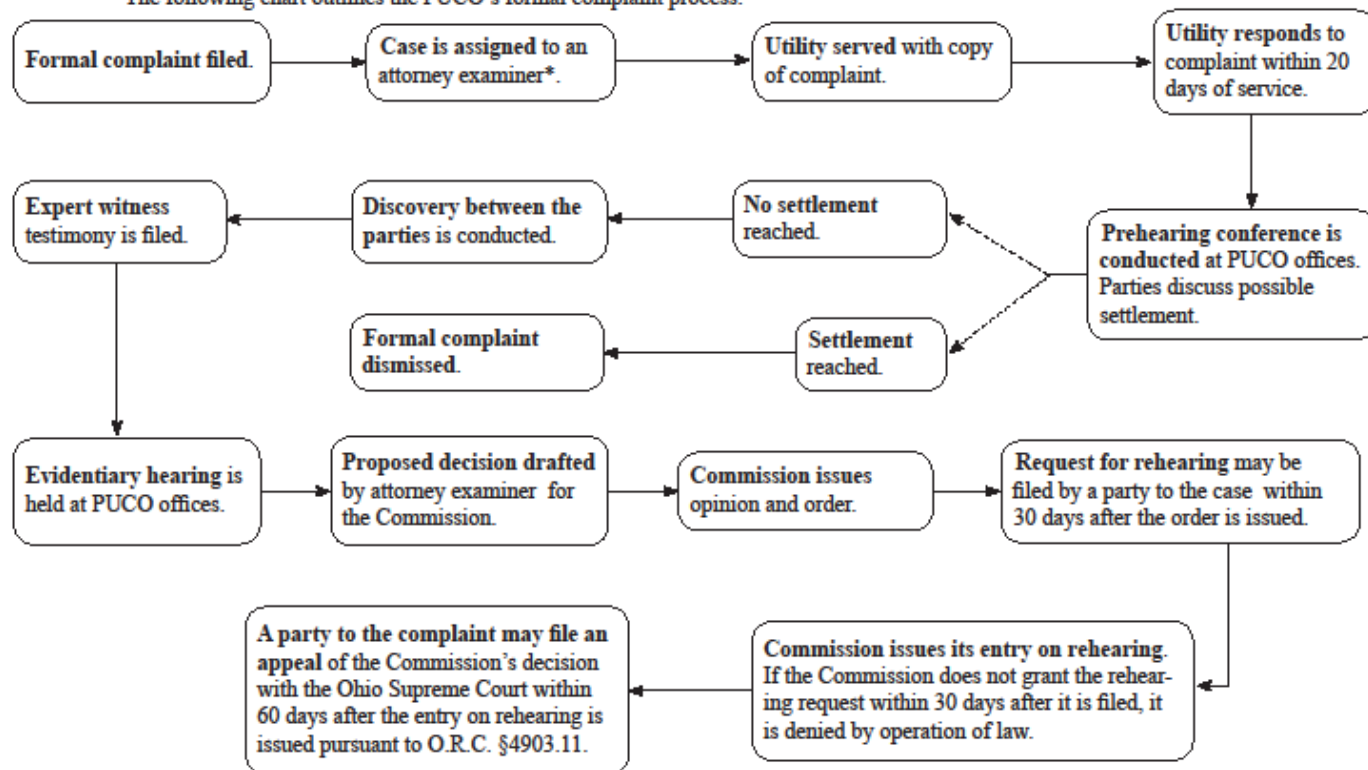 The following chart outlines the PUCO's formal complaint process.
Formal complaint filed.
Case is assigned to an
attorney examiner*.
Utility served with copy
of complaint.
Utility responds to
complaint within 20
days of service.
Prehearing conference is
conducted at PUCO offices.
Parties discuss possible
settlement.
No settlement
reached.
Discovery between the
parties is conducted.
Expert witness
testimony is filed.
Settlement
reached.
Formal complaint
dismissed.
Evidentiary hearing is
held at PUCO offices.
Proposed decision drafted
by attorney examiner for
the Commission.
Commission issues
opinion and order.
Request for rehearing may be
filed by a party to the case within
30 days after the order is issued.
Commission issues its entry on rehearing.
If the Commission does not grant the rehear-
ing request within 30 days after it is filed, it
is denied by operation of law.
A party to the complaint may file an
appeal of the Commission's decision
with the Ohio Supreme Court within
60 days after the entry on rehearing is
issued pursuant to O.R.C. §4903.11.